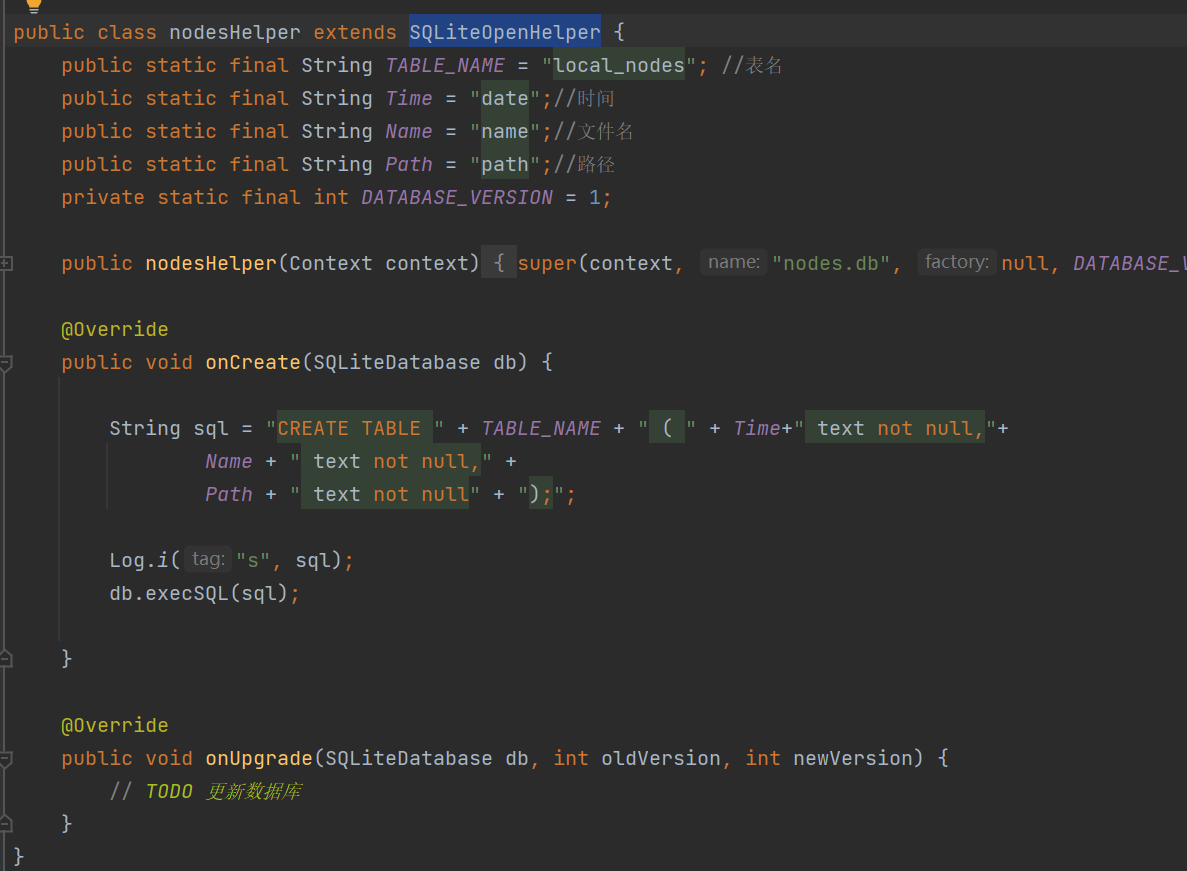 public class nodesHelper extends SQLiteOpenHelper {
public static final String TABLE_NAME = "local_nodes"; //表名
public static final String Time = "date";//时间
public static final String Name = "name";//文件名
public static final String Path = "path";//路径
private static final int DATABASE_VERSION = 1;
public nodesHelper(Context context) { super(context, name: "nodes.db", factory: null,
@Override
public void onCreate(SQLiteDatabase db) {
String sql = "CREATE TABLE " + TABLE_NAME + " ( " + Time+" text not null,"+
Name + " text not null," +
Path + " text not null" + ");";
Log.i( tag: "s", sql);
db.execSQL(sql);
}
@Override
public void onUpgrade(SQLiteDatabase db, int oldVersion, int newVersion) {
// TODO 更新数据库
}
}